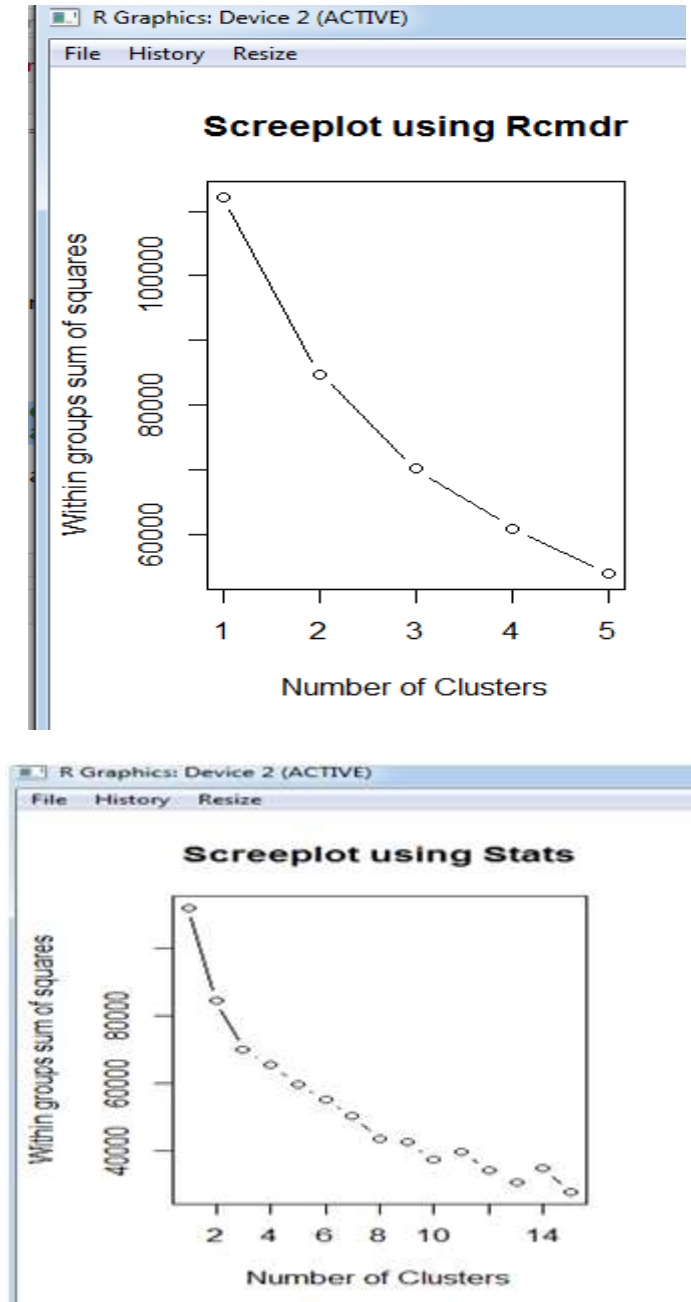 R Graphics: Device 2 (ACTIVE)
File History Resize
Screeplot using Rcmdr
Within groups sum of squares
100000
80000
60000
1 2 3 4 5
Number of Clusters
R Graphics: Device 2 (ACTIVE)
File History Resize
Screeplot using Stats
Within groups sum of squares
80000
60000
40000
2 4 6 8 10 14
Number of Clusters